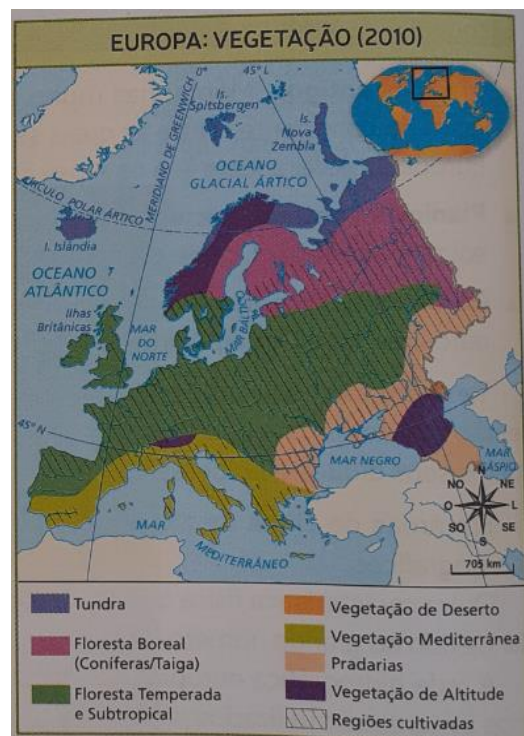 EUROPA: VEGETAÇÃO (2010)
0°
45° L
Is.
Spitsbergen
Is.
Nova
Zembla
MERIDIANO DE GREENWICH
OCEANO
GLACIAL ÁRTICO
CÍRCULO POLAR ÁRTICO
I. Islândia
OCEANO
ATLÂNTICO
Ilhas
Britânicas
MAR
DO
NORTE
MAR BÁLTICO
45° N
MAR NEGRO
MAR
CÁSPIO
MAR
MEDITERRÂNEO
N
NO
NE
O
L
SO
SE
S
705 km
Tundra
Floresta Boreal
(Coníferas/Taiga)
Floresta Temperada
e Subtropical
Vegetação de Deserto
Vegetação Mediterrânea
Pradarias
Vegetação de Altitude
Regiões cultivadas